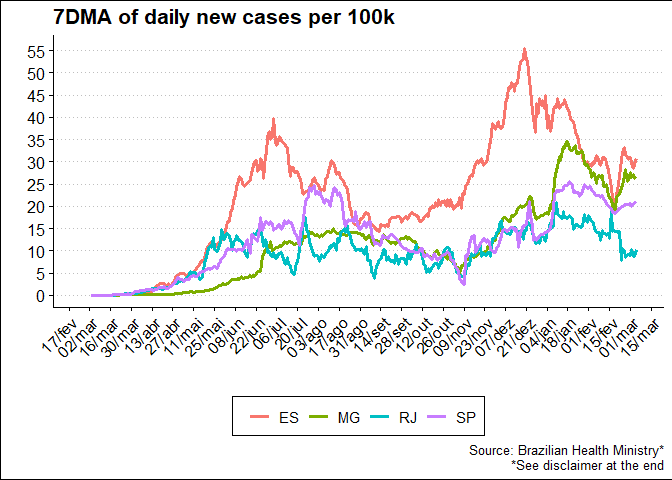 7DMA of daily new cases per 100k
55
50
45
40
35
30
25
20
15
10
5
0
17/fev
02/mar
16/mar
30/mar
13/abr
27/abr
11/mai
25/mai
08/jun
22/jun
06/jul
20/jul
03/ago
17/ago
31/ago
14/set
28/set
12/out
26/out
09/nov
23/nov
07/dez
21/dez
04/jan
18/jan
01/fev
15/fev
01/mar
15/mar
ES MG RJ SP
Source: Brazilian Health Ministry*
*See disclaimer at the end